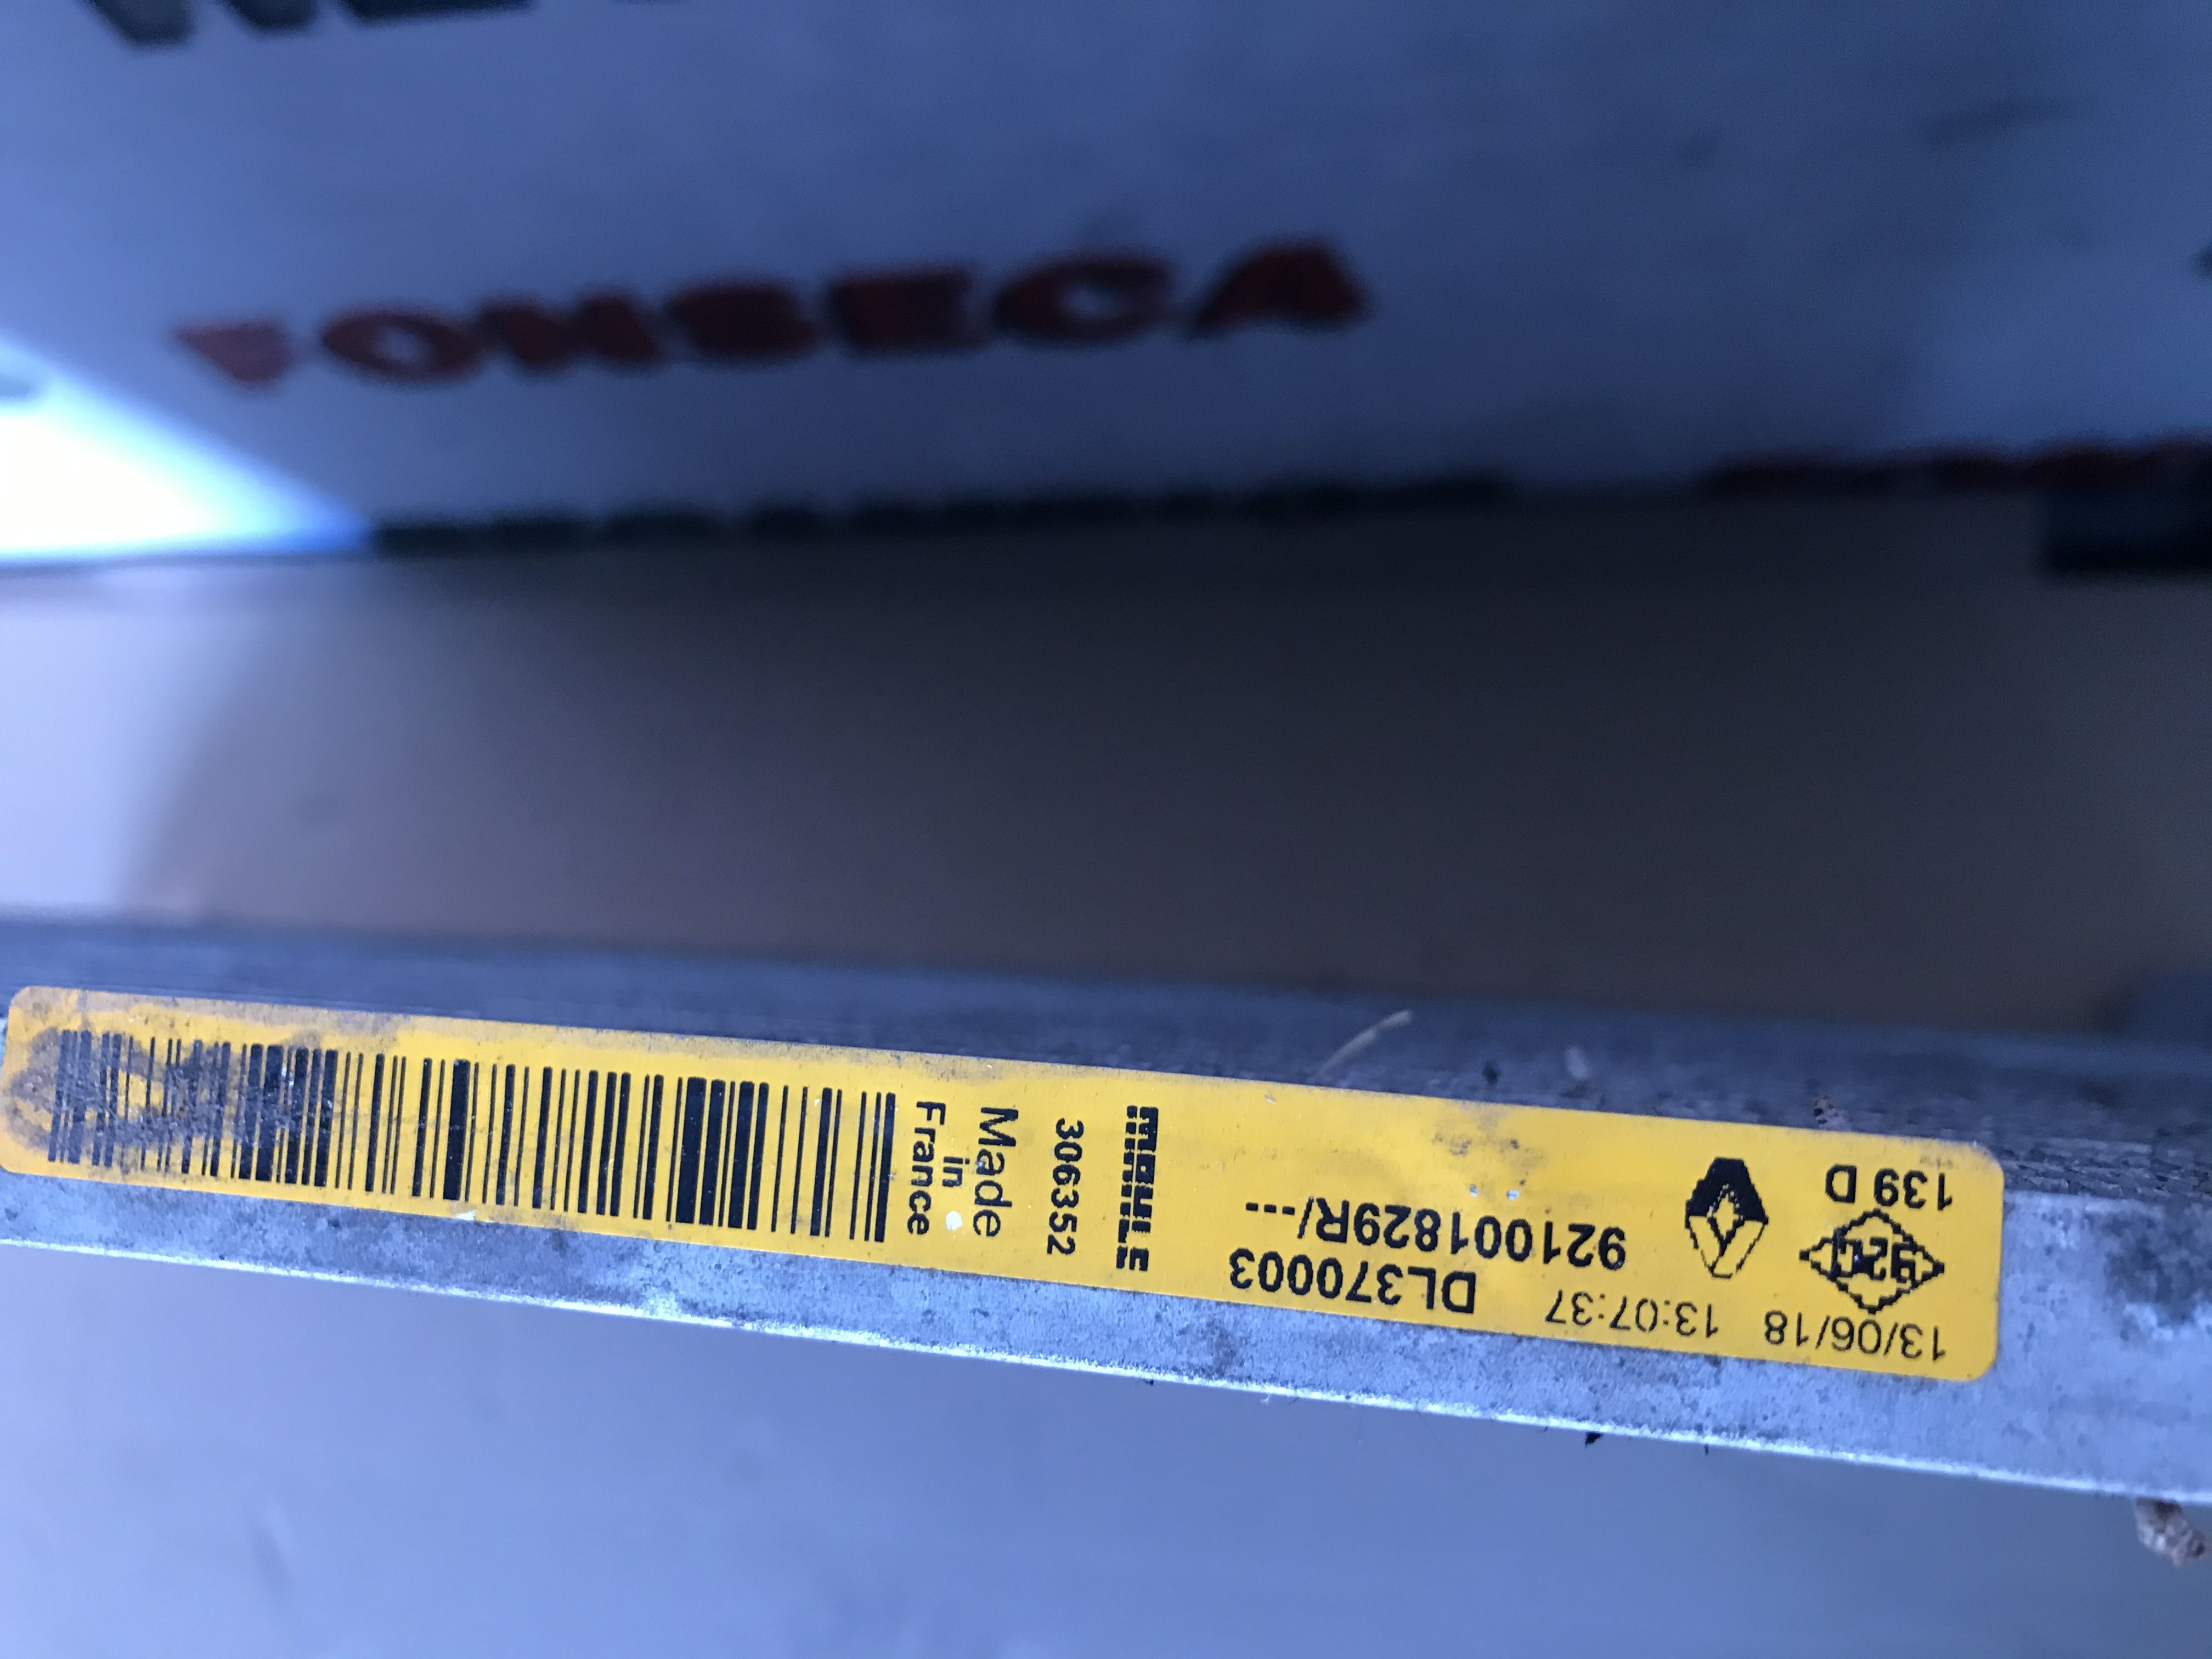 FONSECA
13/06/18 13:07:37 DL370003
921001829R/---
139 D
MAHLE
306352
Made
in
France